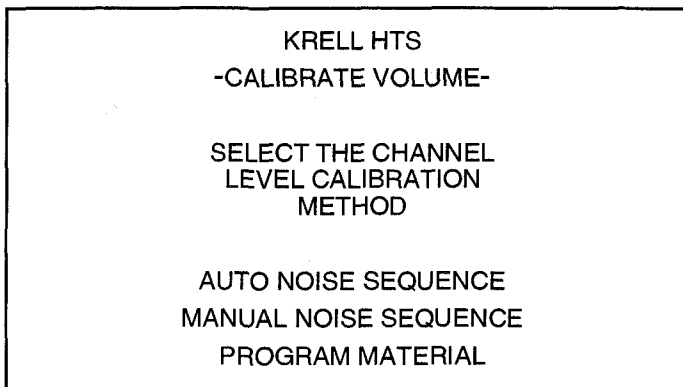 KRELL HTS
-CALIBRATE VOLUME-
SELECT THE CHANNEL
LEVEL CALIBRATION
METHOD
AUTO NOISE SEQUENCE
MANUAL NOISE SEQUENCE
PROGRAM MATERIAL